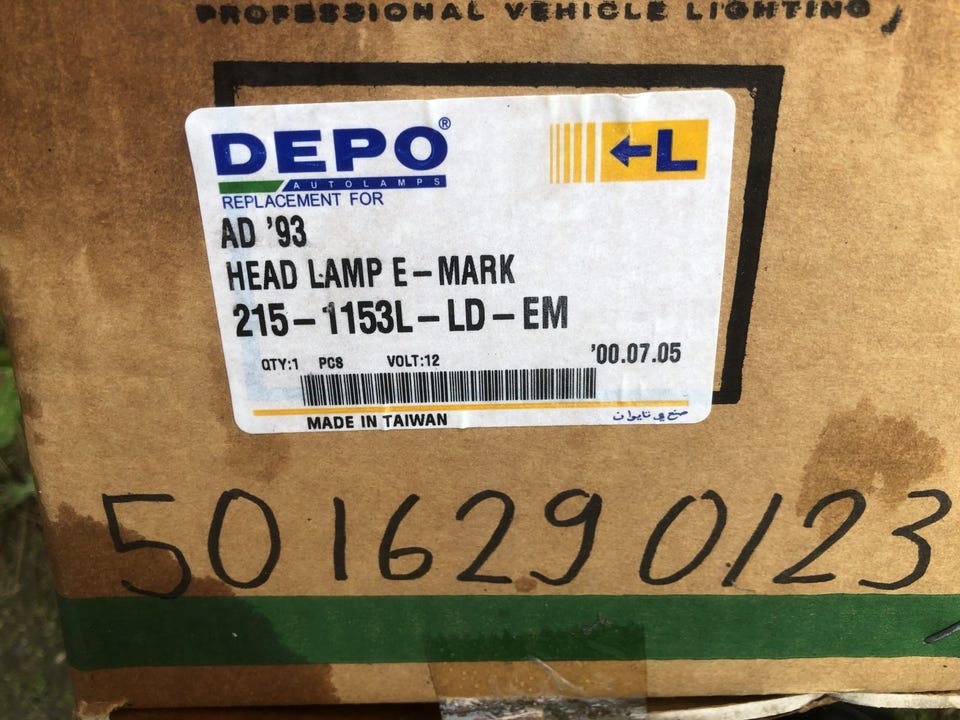 PROFESSIONAL VEHICLE LIGHTING
DEPO®
AUTOLAMPS
←L
REPLACEMENT FOR
AD '93
HEAD LAMP E-MARK
215-1153L-LD-EM
QTY:1 PCS VOLT:12 '00.07.05
MADE IN TAIWAN صنع في تايوان
5016290123